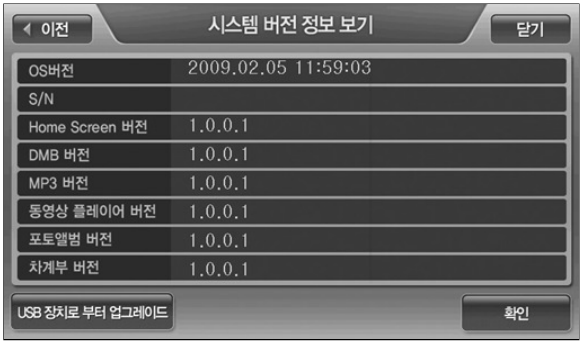 이전
시스템 버전 정보 보기
닫기
OS버전 2009.02.05 11:59:03
S/N
Home Screen 버전 1.0.0.1
DMB 버전 1.0.0.1
MP3 버전 1.0.0.1
동영상 플레이어 버전 1.0.0.1
포토앨범 버전 1.0.0.1
차계부 버전 1.0.0.1
USB 장치로 부터 업그레이드
확인